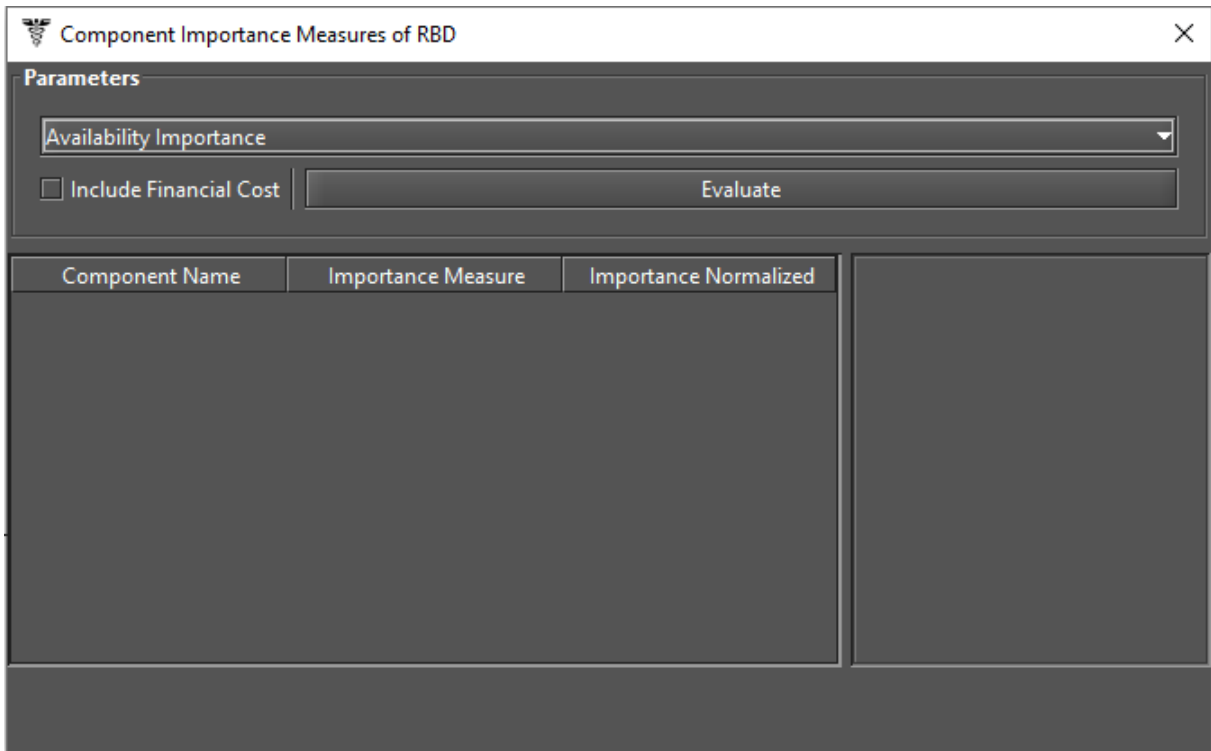 Component Importance Measures of RBD
Parameters
Availability Importance
Include Financial Cost
Evaluate
Component Name Importance Measure Importance Normalized